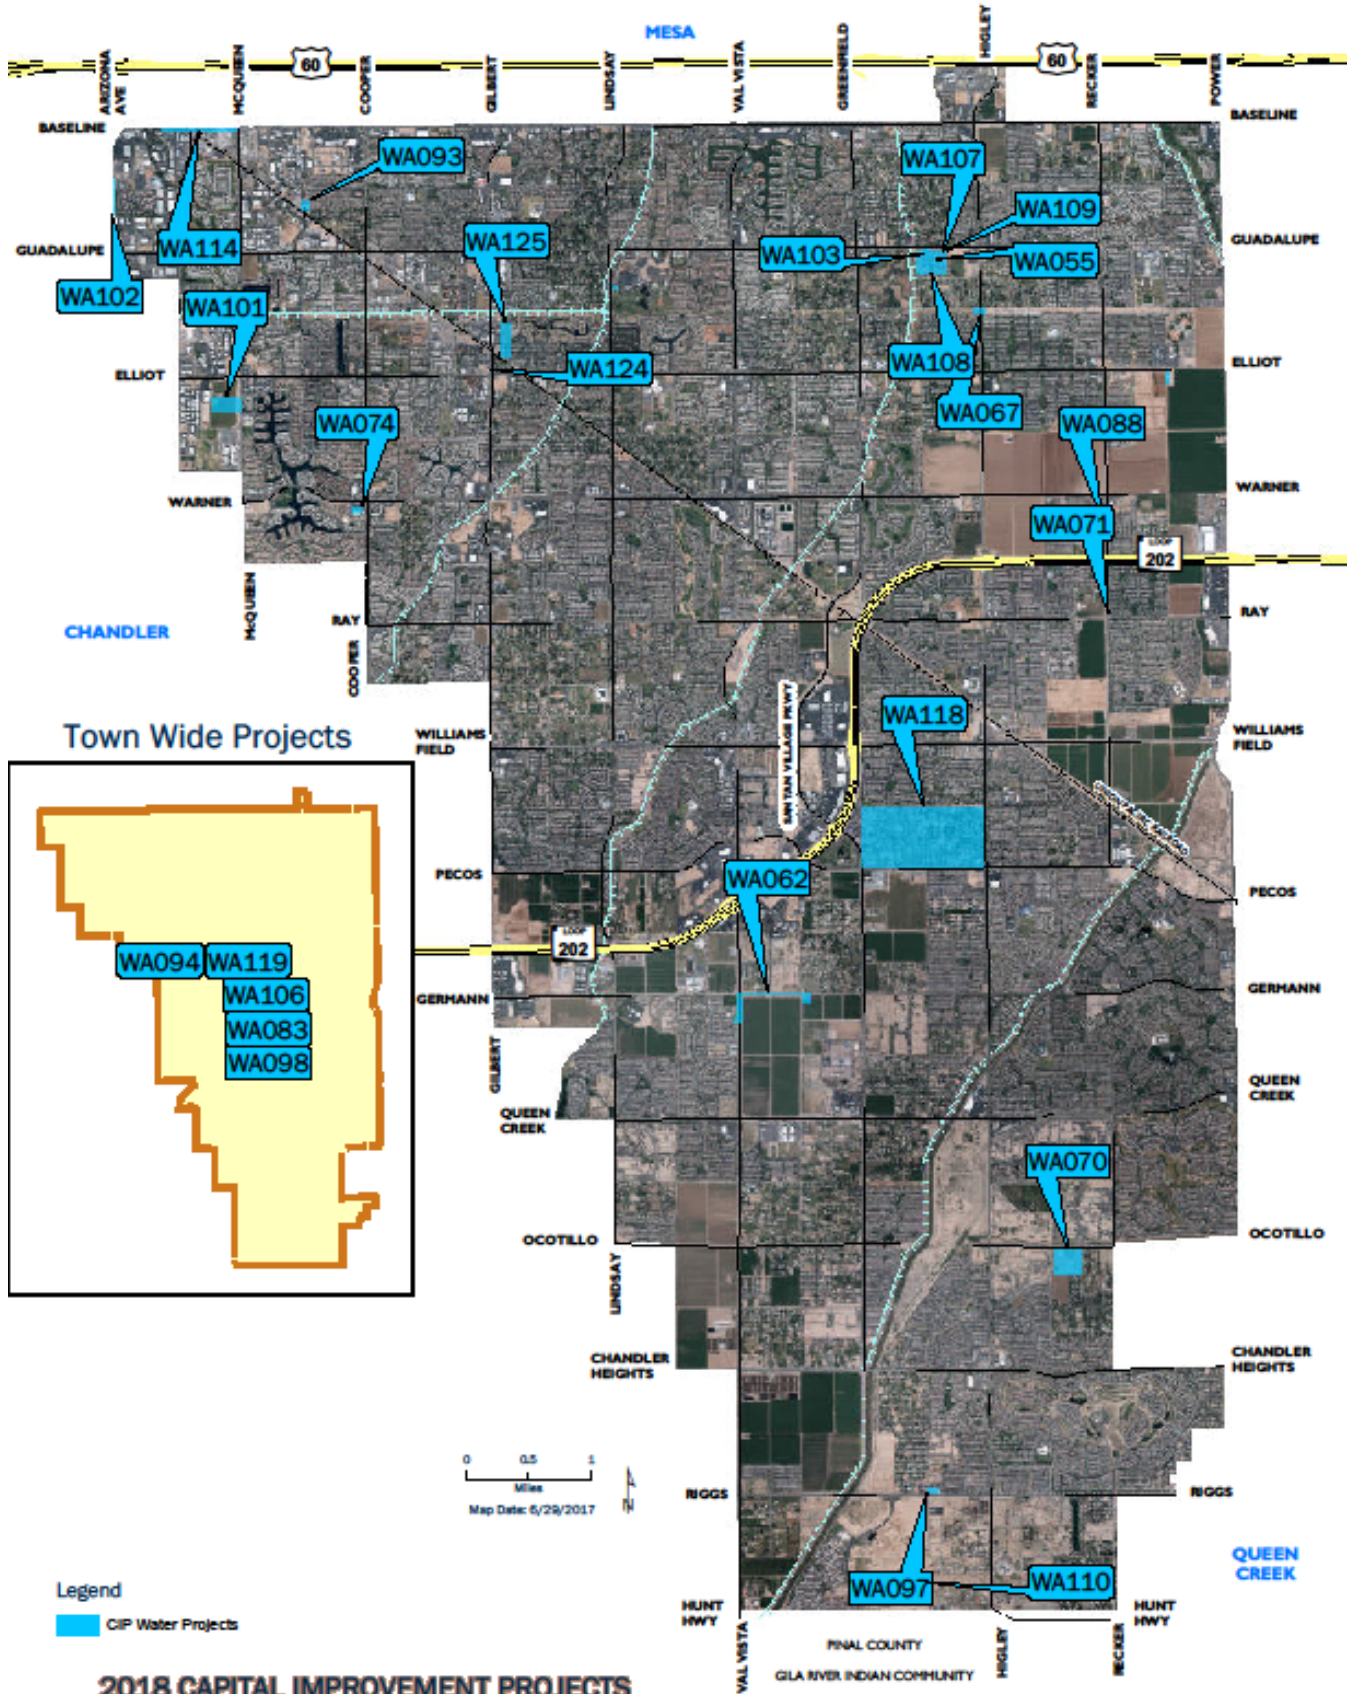 MESA
ARIZONA
AVE
MCQUEEN
60
COOPER
GILBERT
LINDSAY
VAL VISTA
GREENFIELD
HIGLEY
60
RECKER
POWER
BASELINE
BASELINE
WA093
WA107
WA109
WA114
WA125
WA103
WA055
GUADALUPE
GUADALUPE
WA102
WA101
WA108
WA124
ELLIOT
ELLIOT
WA067
WA074
WA088
WARNER
WARNER
WA071
LOOP
202
MCQUEEN
RAY
RAY
CHANDLER
COOPER
SAN TAN VILLAGE PKWY
WA118
Town Wide Projects
WILLIAMS
FIELD
WILLIAMS
FIELD
PECOS
PECOS
WA062
LOOP
202
WA094
WA119
WA106
WA083
WA098
GERMANN
GERMANN
GILBERT
QUEEN
CREEK
QUEEN
CREEK
WA070
OCOTILLO
OCOTILLO
LINDSAY
CHANDLER
HEIGHTS
CHANDLER
HEIGHTS
0
0.5
1
Miles
Map Date: 6/29/2017
N
RIGGS
RIGGS
QUEEN
CREEK
WA097
WA110
Legend
CIP Water Projects
HUNT
HWY
HUNT
HWY
VAL VISTA
PINAL COUNTY
GILA RIVER INDIAN COMMUNITY
HIGLEY
RECKER
2018 CAPITAL IMPROVEMENT PROJECTS